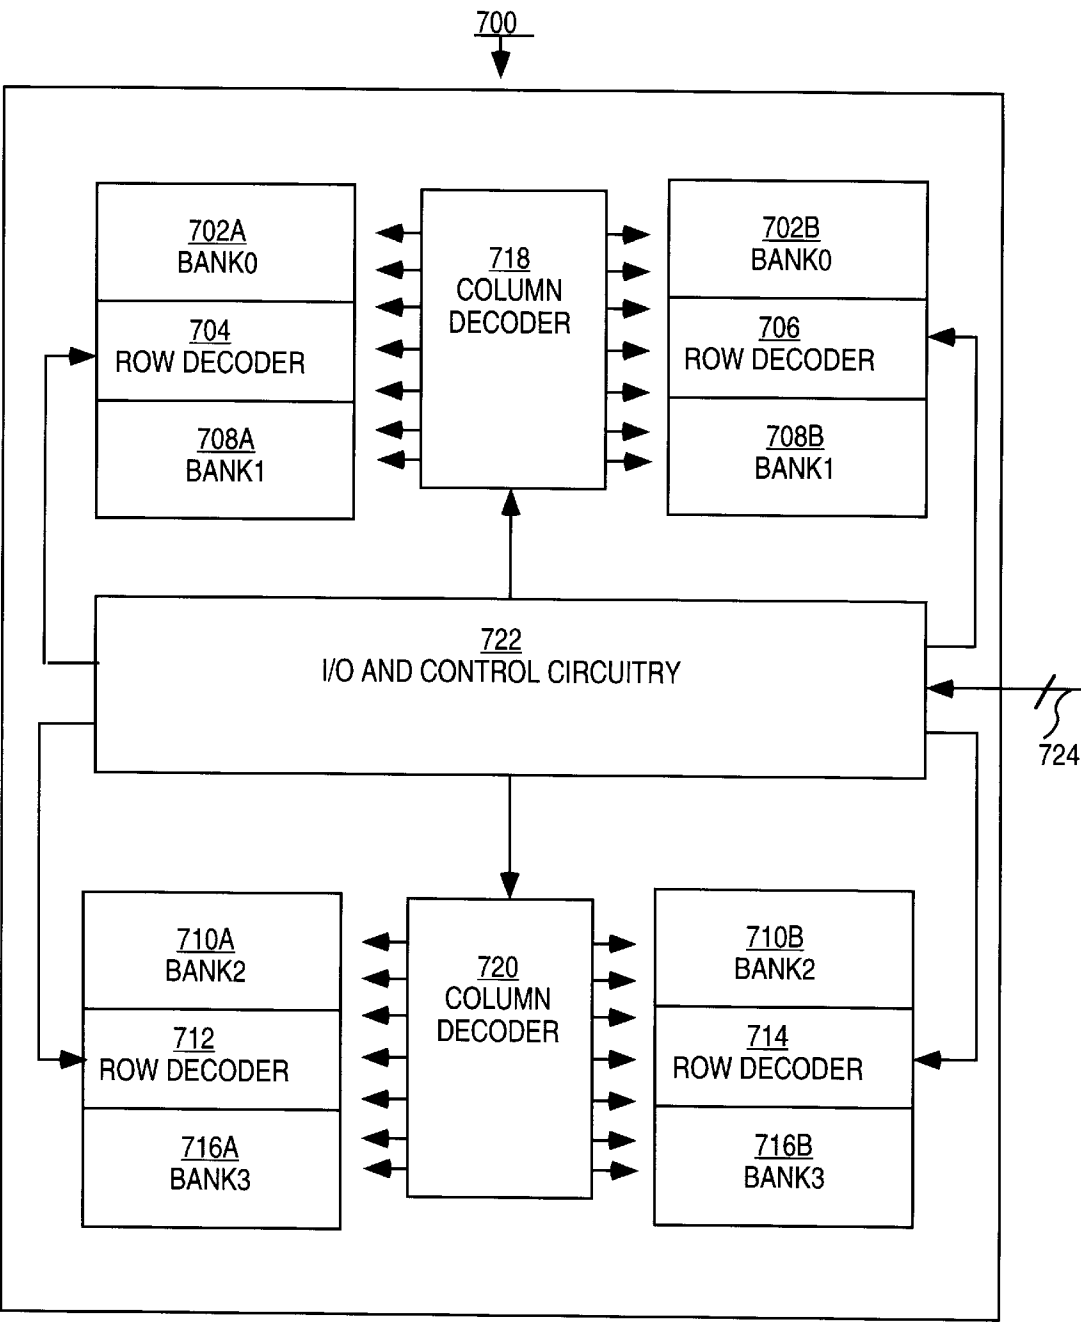 700
702A
BANK0
704
ROW DECODER
708A
BANK1
718
COLUMN
DECODER
702B
BANK0
706
ROW DECODER
708B
BANK1
722
I/O AND CONTROL CIRCUITRY
724
710A
BANK2
712
ROW DECODER
716A
BANK3
720
COLUMN
DECODER
710B
BANK2
714
ROW DECODER
716B
BANK3